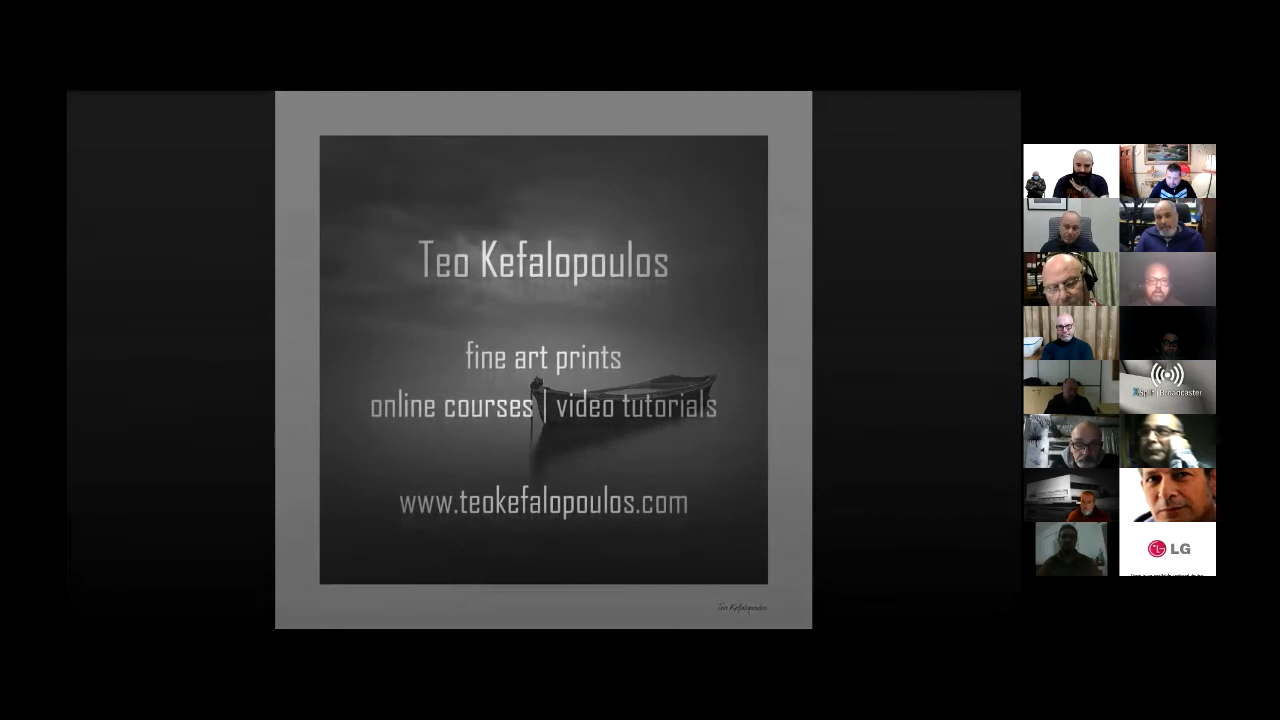 Teo Kefalopoulos
fine art prints
online courses | video tutorials
www.teokefalopoulos.com
Teo Kefalopoulos
Broadcaster
LG